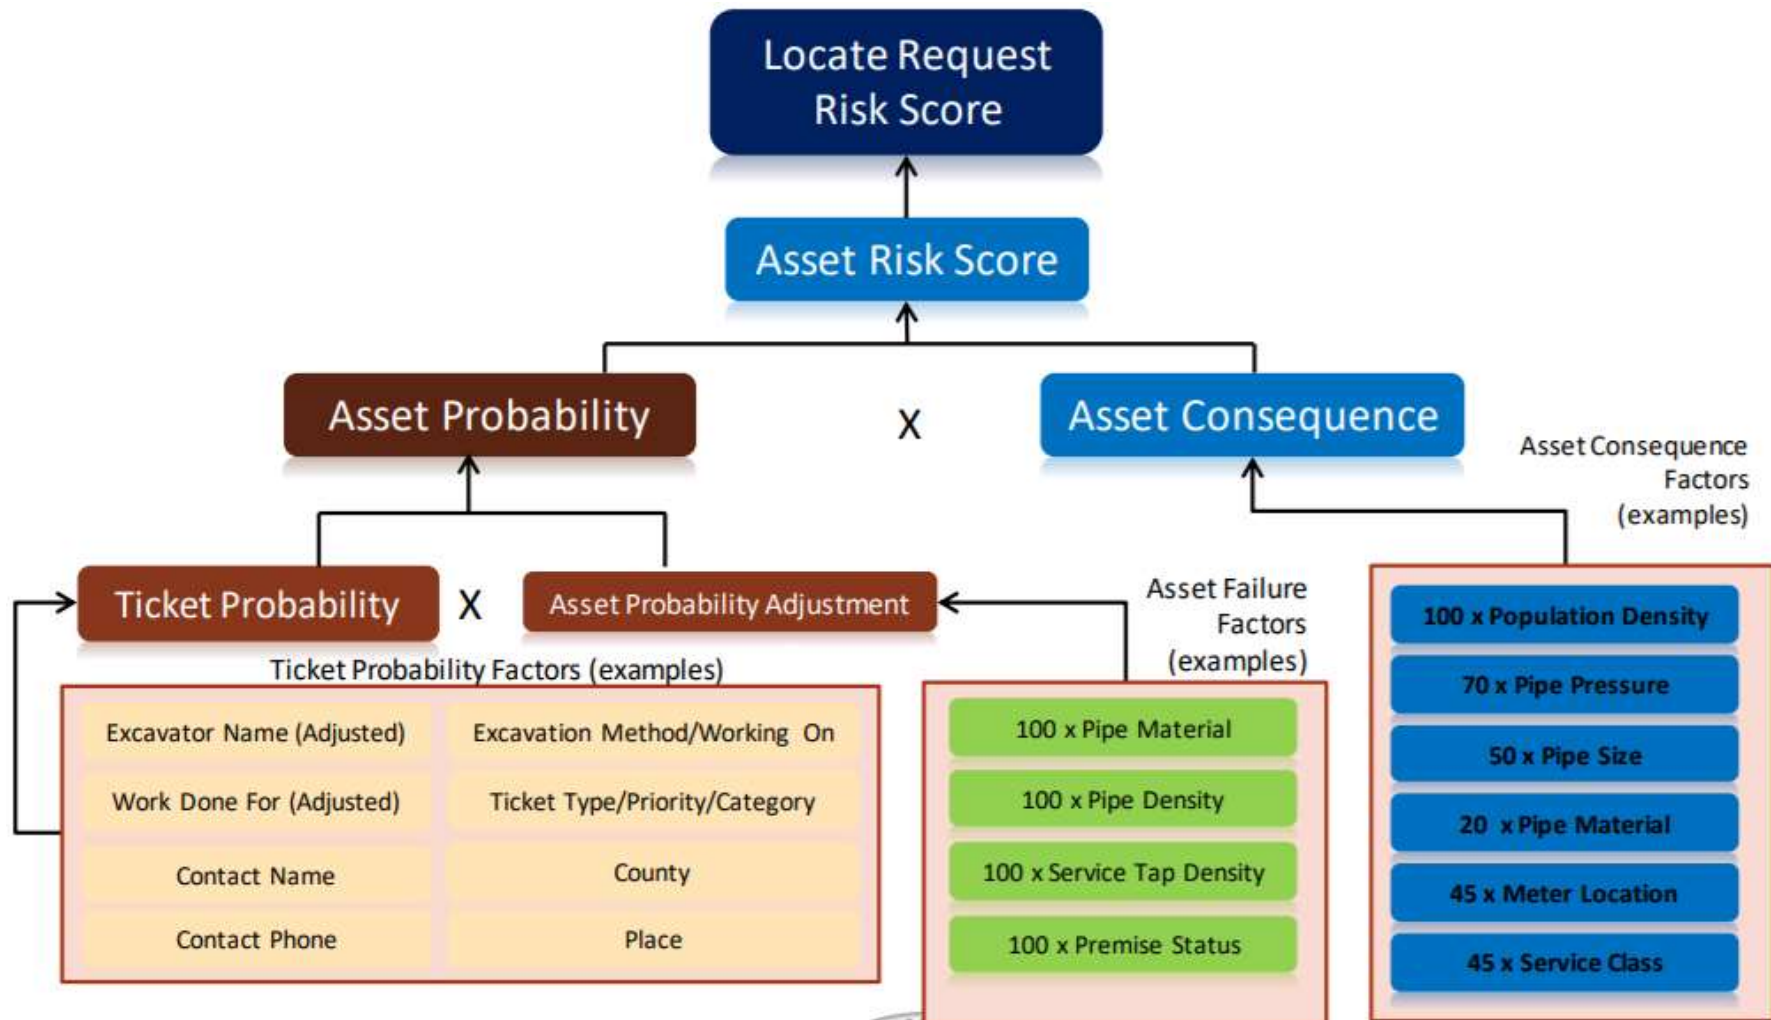 Locate Request
Risk Score
Asset Risk Score
Asset Probability
X
Asset Consequence
Asset Consequence
Factors
(examples)
Ticket Probability
X
Asset Probability Adjustment
Asset Failure
Factors
(examples)
Ticket Probability Factors (examples)
Excavator Name (Adjusted)
Excavation Method/Working On
Work Done For (Adjusted)
Ticket Type/Priority/Category
Contact Name
County
Contact Phone
Place
100 x Pipe Material
100 x Pipe Density
100 x Service Tap Density
100 x Premise Status
100 x Population Density
70 x Pipe Pressure
50 x Pipe Size
20 x Pipe Material
45 x Meter Location
45 x Service Class